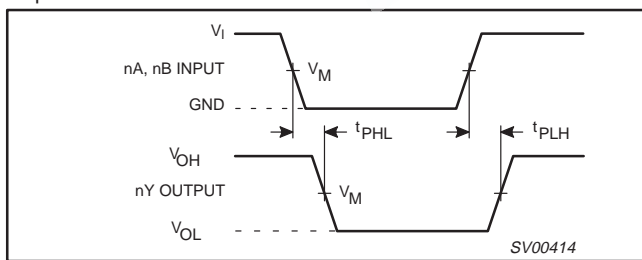 VI
nA, nB INPUT VM
GND
tPHL tPLH
VOH
nY OUTPUT VM
VOL
SV00414